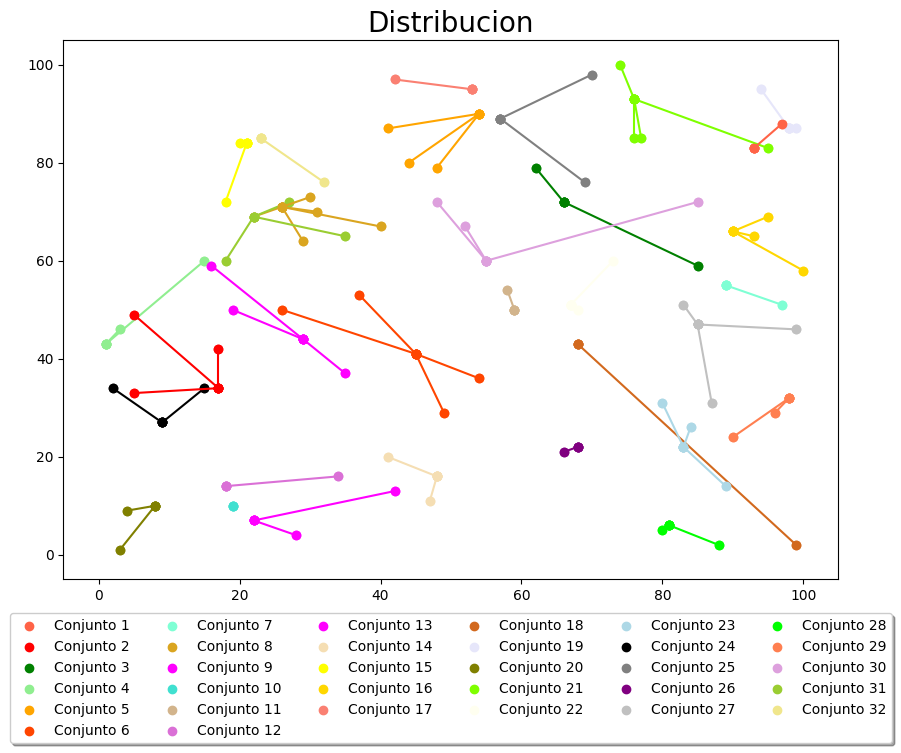 Distribucion
100
80
60
40
20
0
0 20 40 60 80 100
Conjunto 1 Conjunto 7 Conjunto 13 Conjunto 18 Conjunto 23 Conjunto 28
Conjunto 2 Conjunto 8 Conjunto 14 Conjunto 19 Conjunto 24 Conjunto 29
Conjunto 3 Conjunto 9 Conjunto 15 Conjunto 20 Conjunto 25 Conjunto 30
Conjunto 4 Conjunto 10 Conjunto 16 Conjunto 21 Conjunto 26 Conjunto 31
Conjunto 5 Conjunto 11 Conjunto 17 Conjunto 22 Conjunto 27 Conjunto 32
Conjunto 6 Conjunto 12